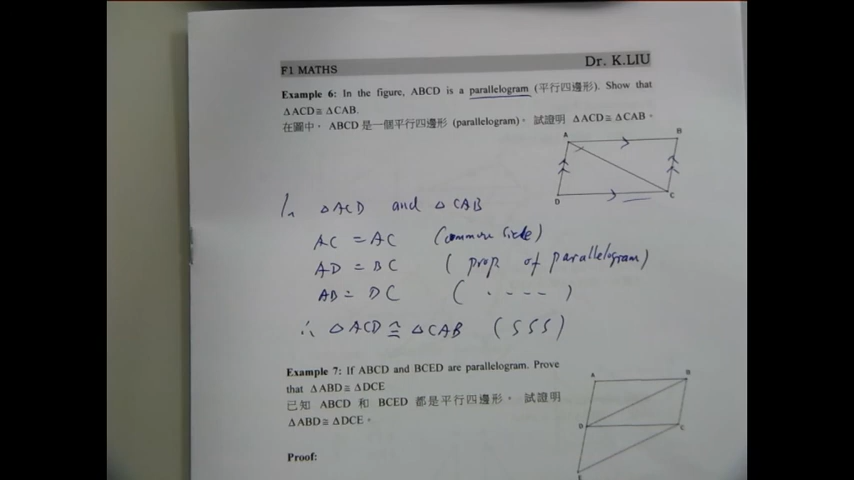 F1 MATHS Dr. K.LIU
Example 6: In the figure, ABCD is a parallelogram (平行四邊形). Show that
△ACD≅△CAB.
在圖中，ABCD 是一個平行四邊形 (parallelogram)。試證明 △ACD≅△CAB。
A B
D C
In △ACD and △CAB
AC = AC (common side)
AD = BC ( prop of parallelogram)
AB = DC ( ..... )
∴ △ACD ≅ △CAB (SSS)
Example 7: If ABCD and BCED are parallelogram. Prove
that △ABD≅△DCE
已知 ABCD 和 BCED 都是平行四邊形。試證明
△ABD≅△DCE。
A B
D C
E
Proof: